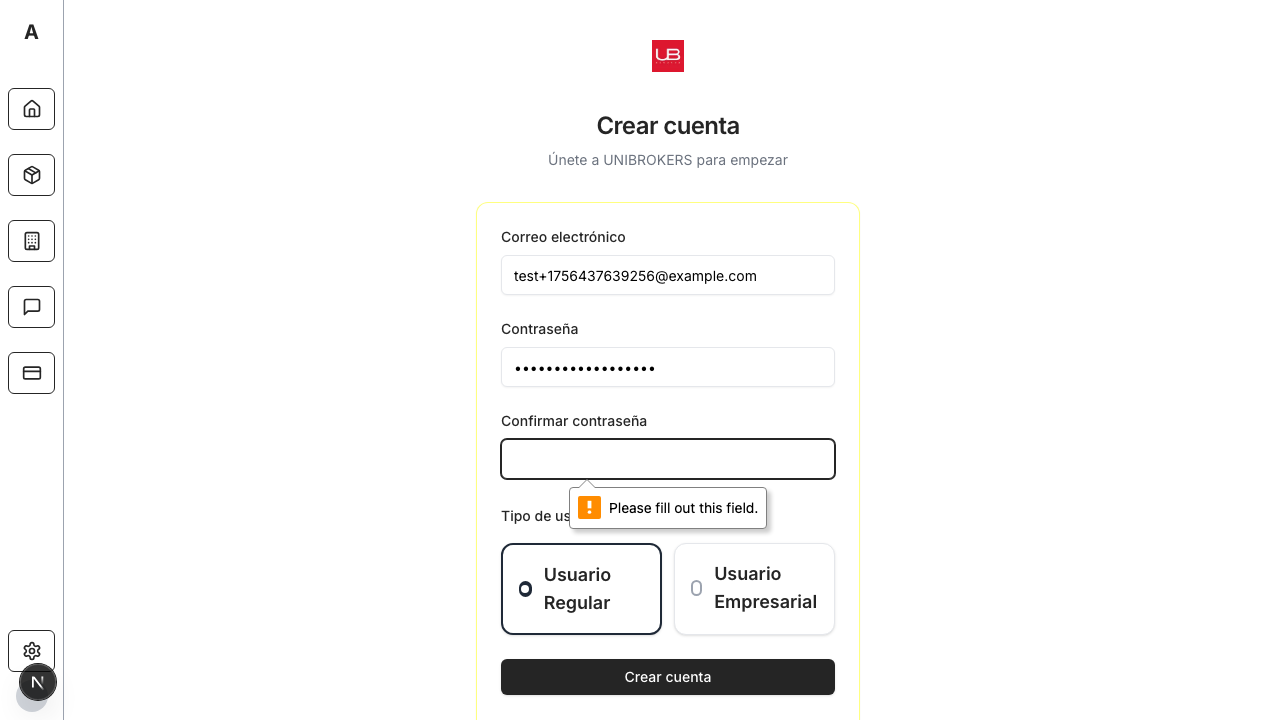 A
UB
Crear cuenta
Únete a UNIBROKERS para empezar
Correo electrónico
test+1756437639256@example.com
Contraseña
••••••••••••••••••
Confirmar contraseña
Please fill out this field.
Tipo de us
Usuario
Regular
Usuario
Empresarial
Crear cuenta
N